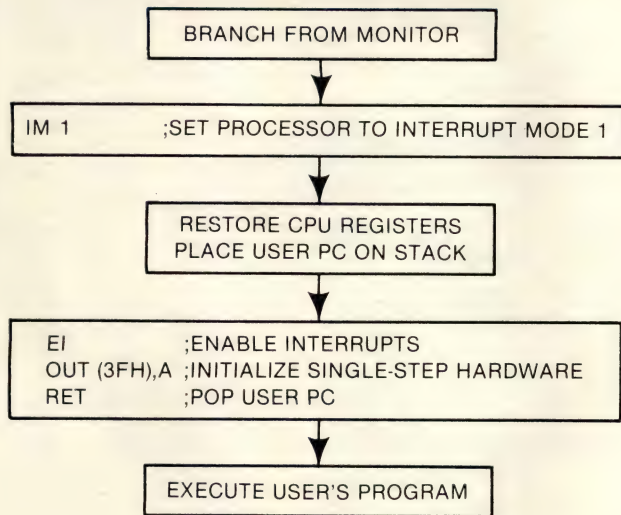 BRANCH FROM MONITOR
IM 1 ;SET PROCESSOR TO INTERRUPT MODE 1
RESTORE CPU REGISTERS
PLACE USER PC ON STACK
EI ;ENABLE INTERRUPTS
OUT (3FH),A ;INITIALIZE SINGLE-STEP HARDWARE
RET ;POP USER PC
EXECUTE USER'S PROGRAM